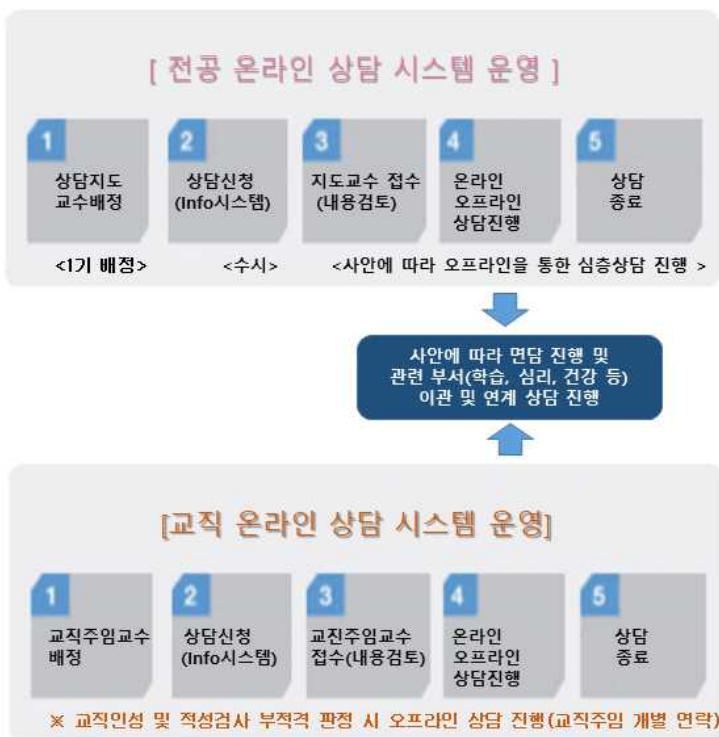 [ 전공 온라인 상담 시스템 운영 ]
1
상담지도
교수배정
2
상담신청
(Info시스템)
3
지도교수 접수
(내용검토)
4
온라인
오프라인
상담진행
5
상담
종료
<1기 배정>
<수시>
<사안에 따라 오프라인을 통한 심층상담 진행 >
사안에 따라 면담 진행 및
관련 부서(학습, 심리, 건강 등)
이관 및 연계 상담 진행
[교직 온라인 상담 시스템 운영]
1
교직주임교수
배정
2
상담신청
(Info시스템)
3
교진주임교수
접수(내용검토)
4
온라인
오프라인
상담진행
5
상담
종료
※ 교직인성 및 적성검사 부적격 판정 시 오프라인 상담 진행(교직주임 개별 연락)